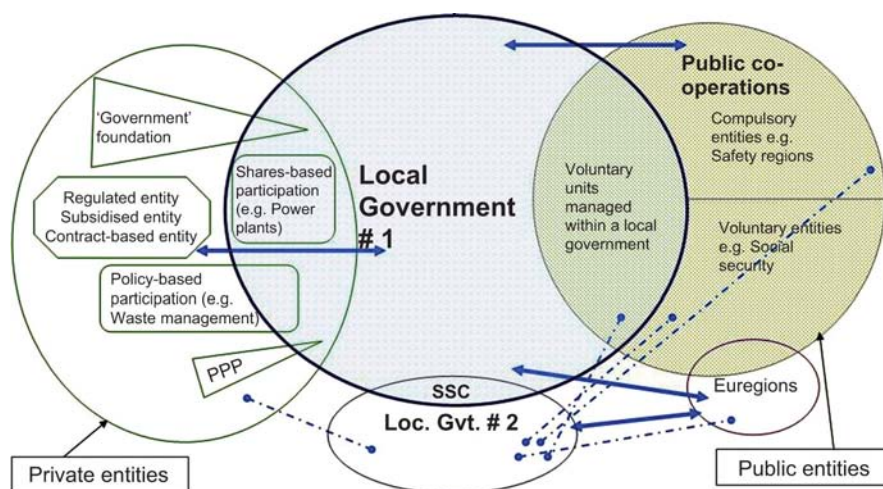 'Government'
foundation
Regulated entity
Subsidised entity
Contract-based entity
Shares-based
participation
(e.g. Power
plants)
Policy-based
participation (e.g.
Waste management)
PPP
Private entities
Local
Government
# 1
SSC
Loc. Gvt. # 2
Voluntary
units
managed
within a local
government
Public co-
operations
Compulsory
entities e.g.
Safety regions
Voluntary entities
e.g. Social
security
Euregions
Public entities